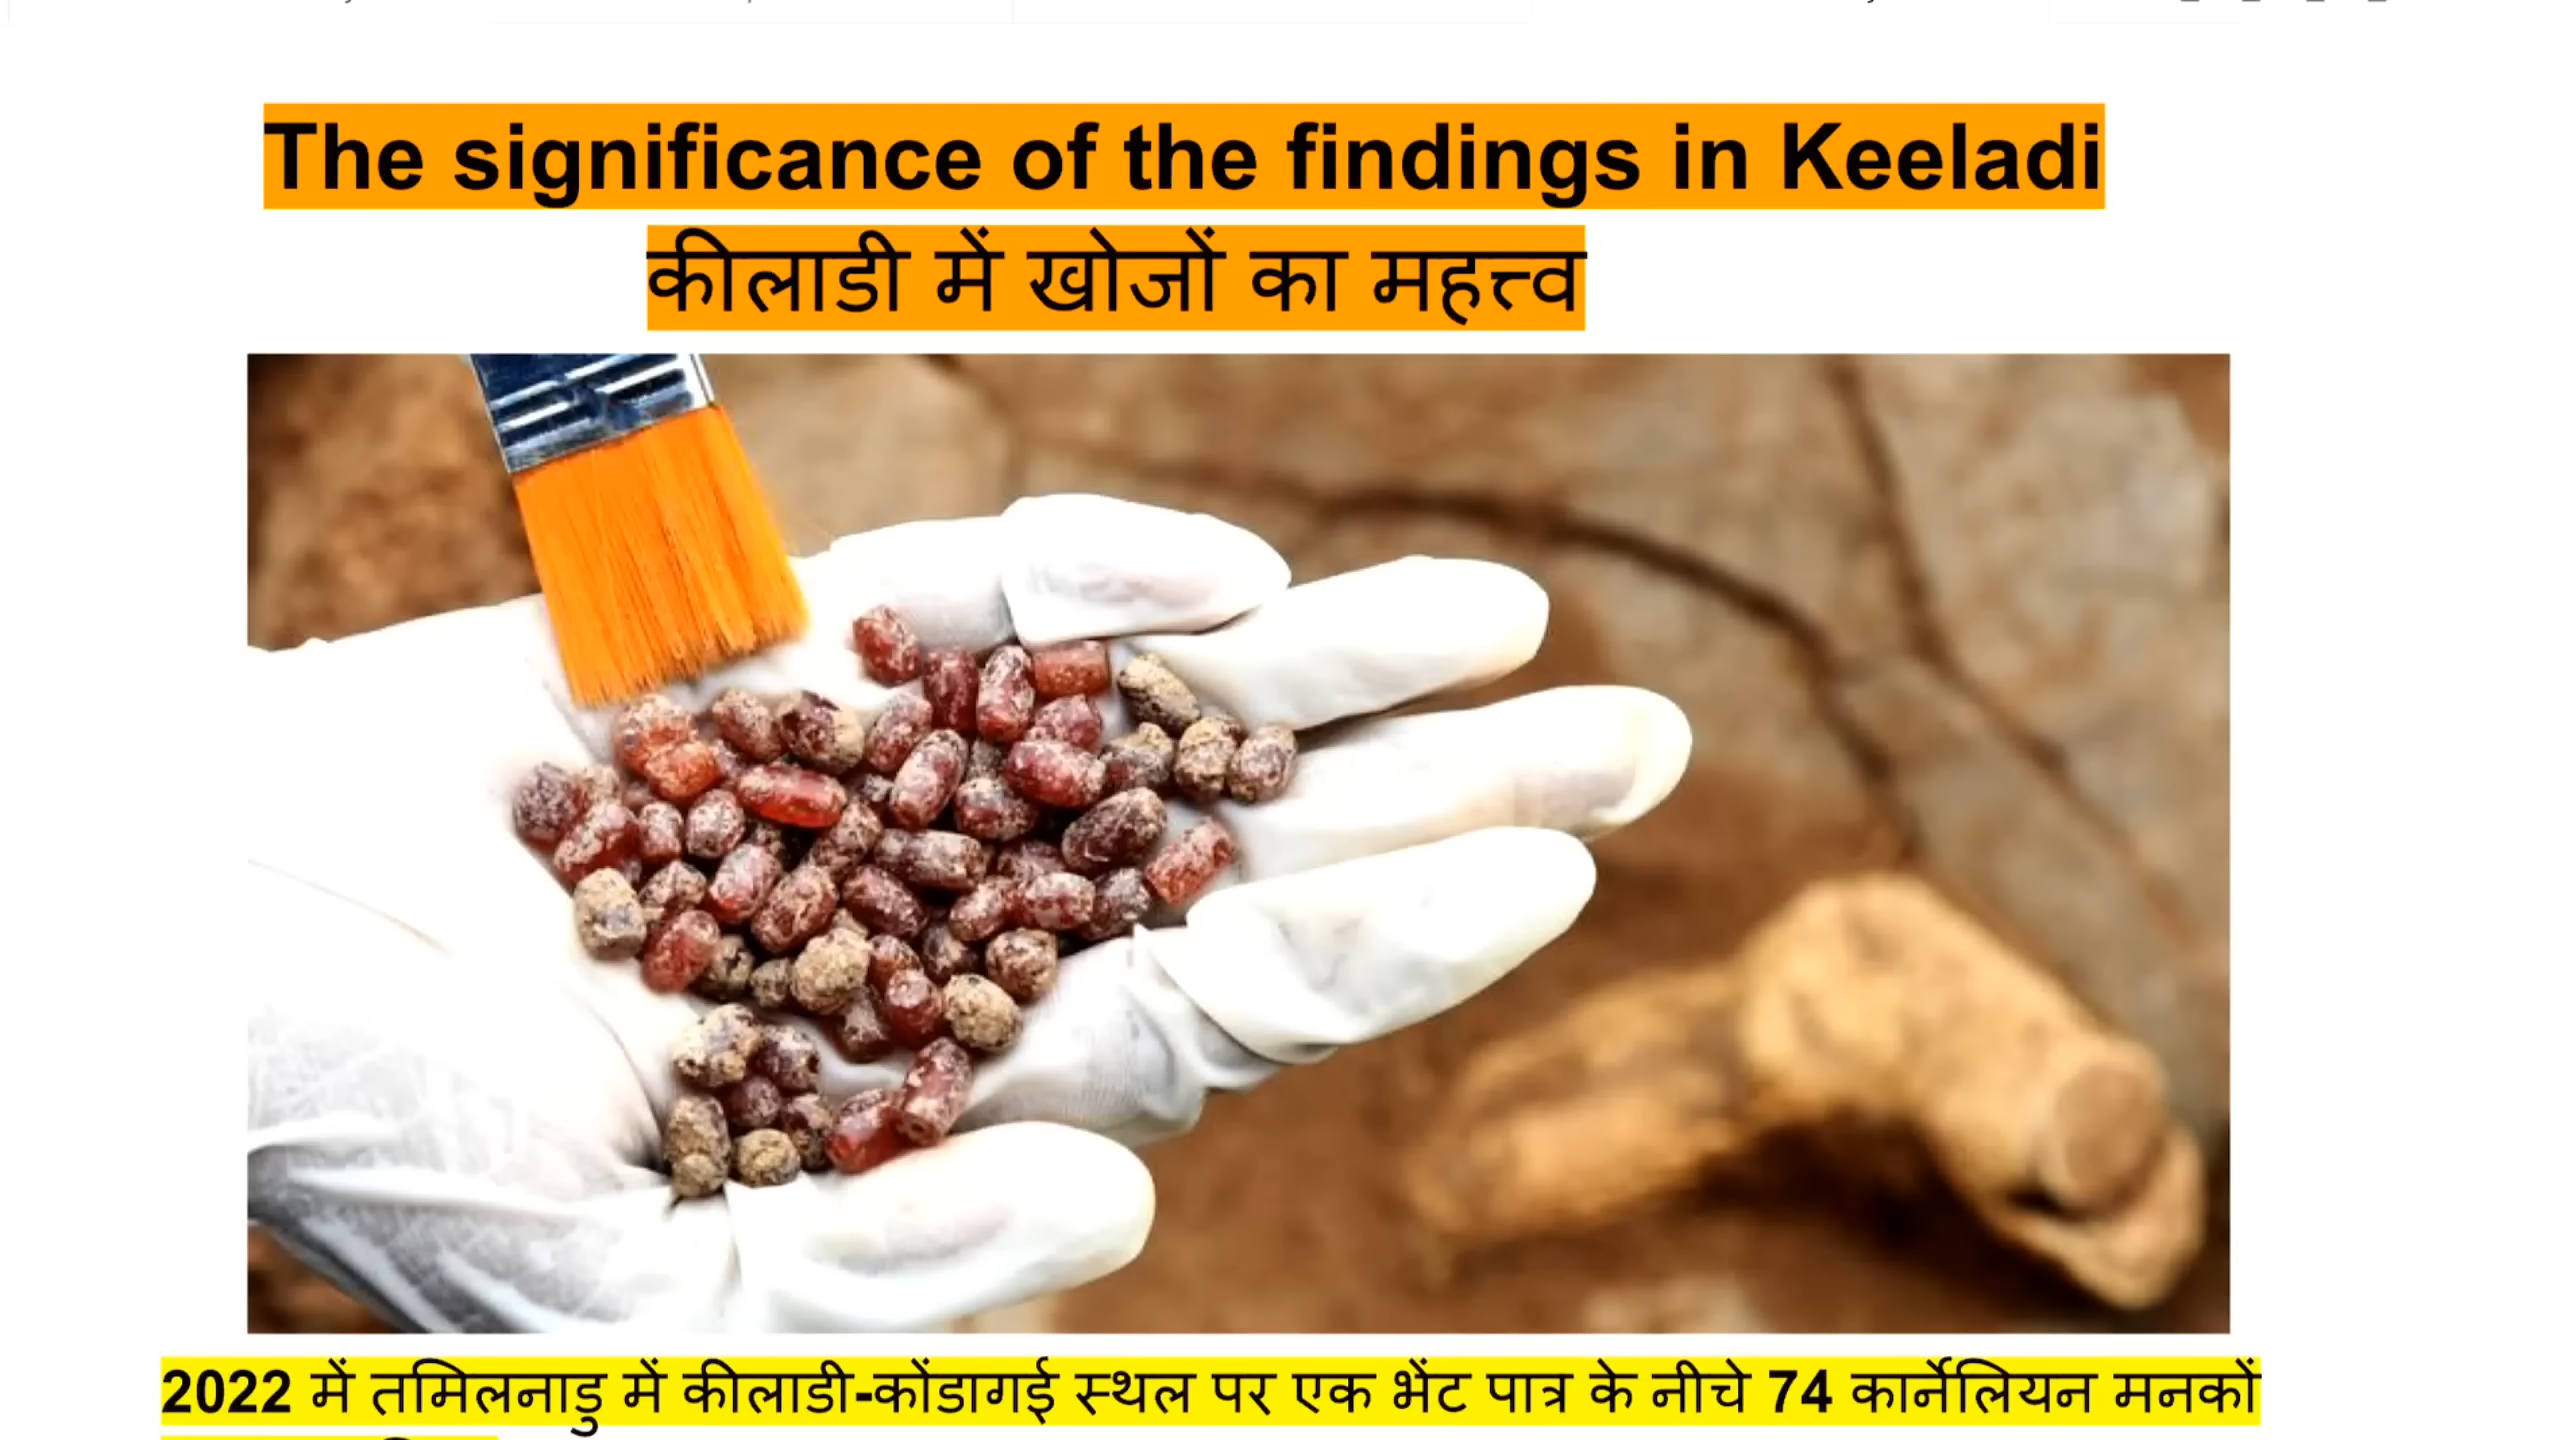 The significance of the findings in Keeladi
कीलाडी में खोजों का महत्त्व
2022 में तमिलनाडु में कीलाडी-कोंडागई स्थल पर एक भेंट पात्र के नीचे 74 कार्नेलियन मनकों